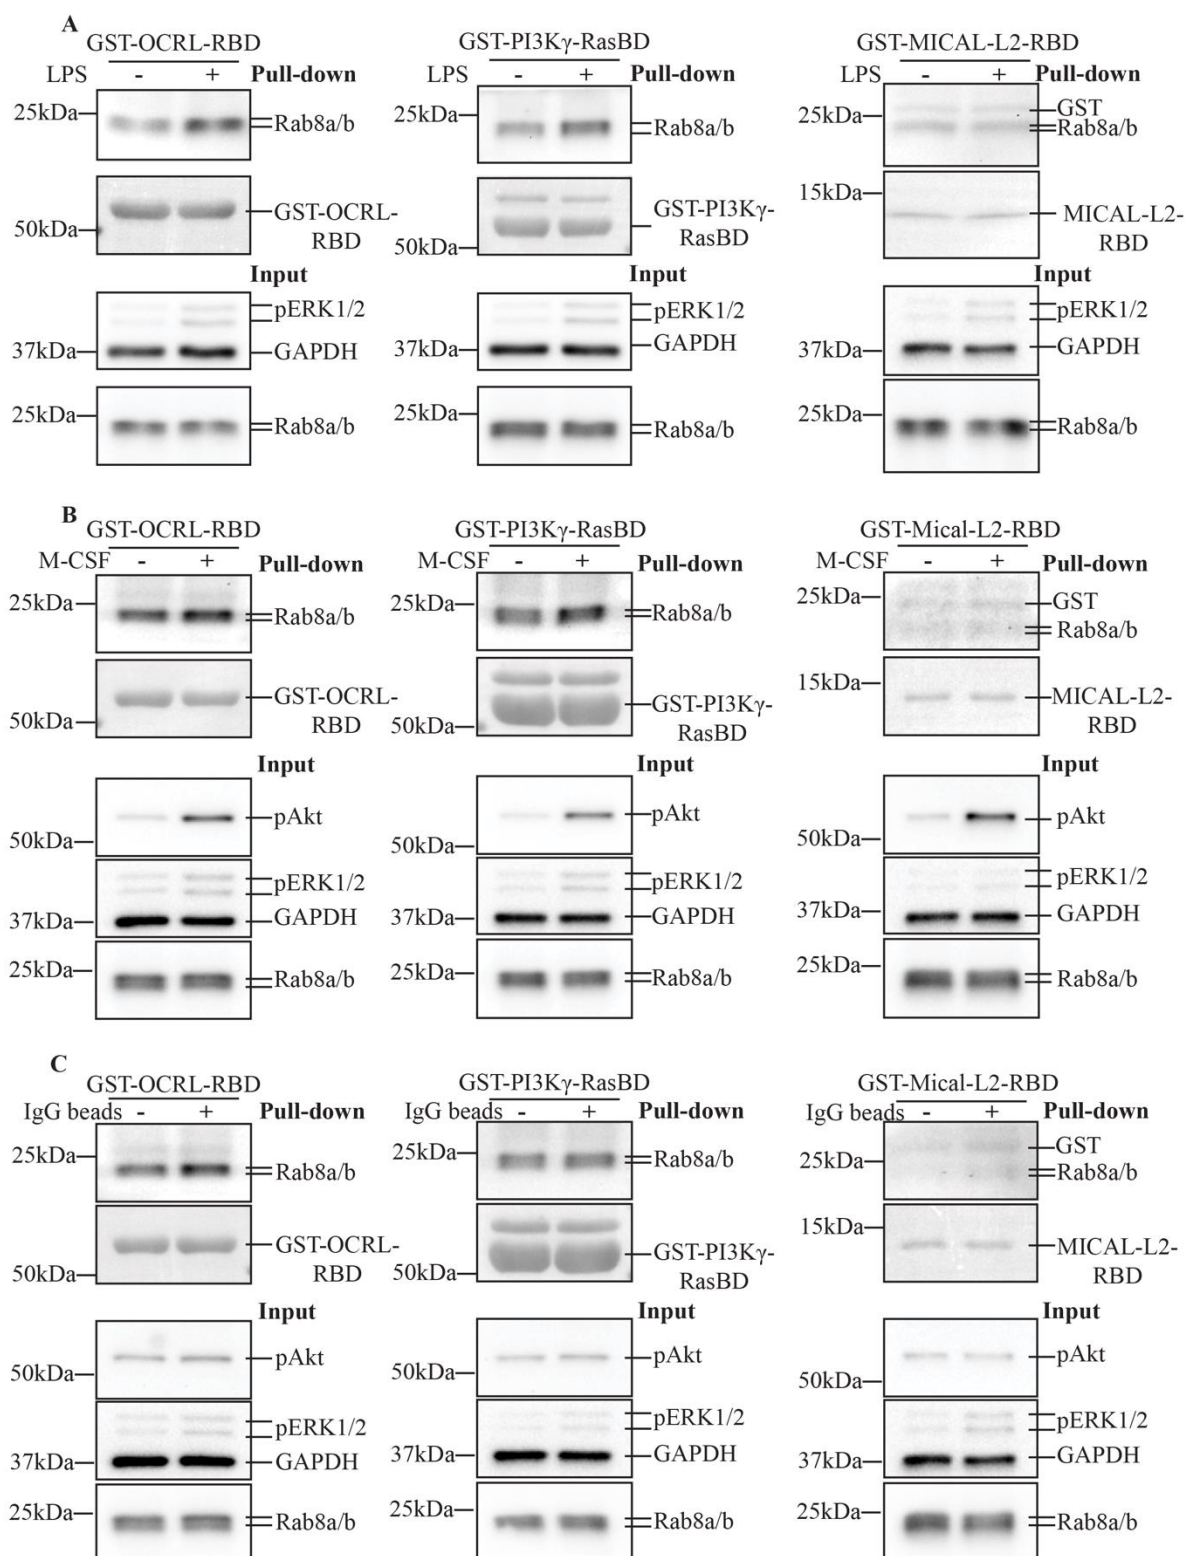 A
GST-OCRL-RBD GST-PI3Kγ-RasBD GST-MICAL-L2-RBD
LPS - + Pull-down LPS - + Pull-down LPS - + Pull-down
25kDa Rab8a/b 25kDa Rab8a/b 25kDa GST
Rab8a/b
50kDa GST-OCRL- 50kDa GST-PI3Kγ- 15kDa MICAL-L2-
RBD RasBD RBD
Input Input Input
pERK1/2 pERK1/2 pERK1/2
37kDa GAPDH 37kDa GAPDH 37kDa GAPDH
25kDa Rab8a/b 25kDa Rab8a/b 25kDa Rab8a/b
B
GST-OCRL-RBD GST-PI3Kγ-RasBD GST-Mical-L2-RBD
M-CSF - + Pull-down M-CSF - + Pull-down M-CSF - + Pull-down
25kDa Rab8a/b 25kDa Rab8a/b 25kDa GST
Rab8a/b
50kDa GST-OCRL- 50kDa GST-PI3Kγ- 15kDa MICAL-L2-
RBD RasBD RBD
Input Input Input
50kDa pAkt 50kDa pAkt 50kDa pAkt
pERK1/2 pERK1/2 pERK1/2
37kDa GAPDH 37kDa GAPDH 37kDa GAPDH
25kDa Rab8a/b 25kDa Rab8a/b 25kDa Rab8a/b
C
GST-OCRL-RBD GST-PI3Kγ-RasBD GST-Mical-L2-RBD
IgG beads - + Pull-down IgG beads - + Pull-down IgG beads - + Pull-down
25kDa Rab8a/b 25kDa Rab8a/b 25kDa GST
Rab8a/b
50kDa GST-OCRL- 50kDa GST-PI3Kγ- 15kDa MICAL-L2-
RBD RasBD RBD
Input Input Input
50kDa pAkt 50kDa pAkt 50kDa pAkt
pERK1/2 pERK1/2 pERK1/2
37kDa GAPDH 37kDa GAPDH 37kDa GAPDH
25kDa Rab8a/b 25kDa Rab8a/b 25kDa Rab8a/b